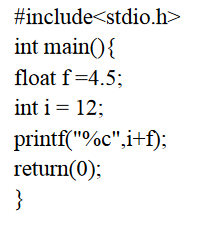 #include<stdio.h>
int main(){
float f=4.5;
int i = 12;
printf("%c",i+f);
return(0);
}